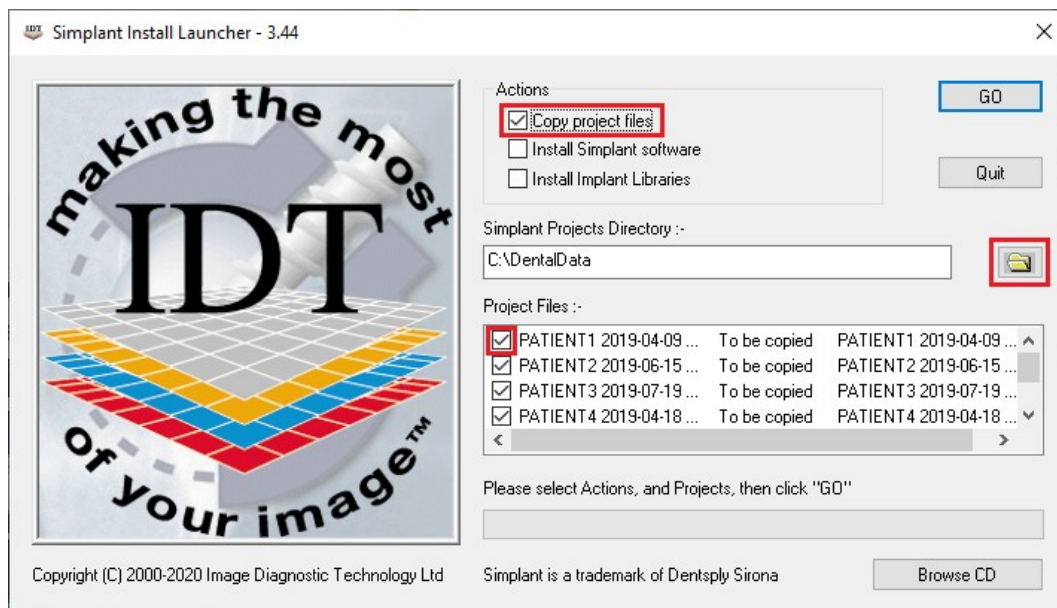 IDT
Simplant Install Launcher - 3.44
making the most
IDT
of your image™
Actions
Copy project files
Install Simplant software
Install Implant Libraries
GO
Quit
Simplant Projects Directory :-
C:\DentalData
Project Files :-
PATIENT1 2019-04-09 ... To be copied PATIENT1 2019-04-09 ...
PATIENT2 2019-06-15 ... To be copied PATIENT2 2019-06-15 ...
PATIENT3 2019-07-19 ... To be copied PATIENT3 2019-07-19 ...
PATIENT4 2019-04-18 ... To be copied PATIENT4 2019-04-18 ...
Please select Actions, and Projects, then click "GO"
Copyright (C) 2000-2020 Image Diagnostic Technology Ltd
Simplant is a trademark of Dentsply Sirona
Browse CD